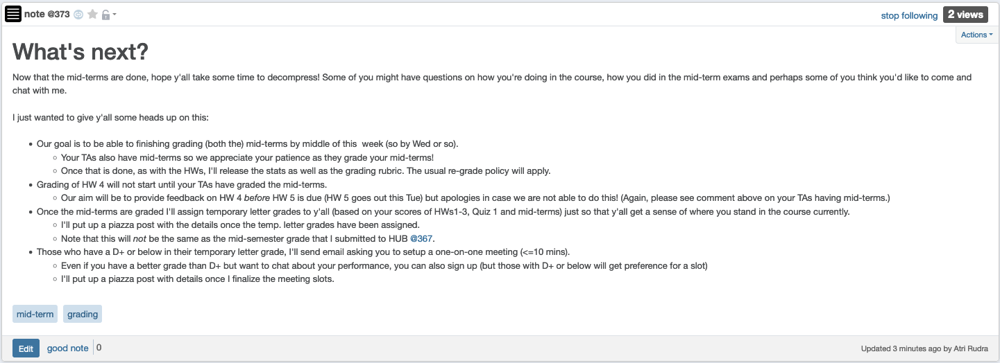 note @373
stop following
2 views
Actions
What's next?
Now that the mid-terms are done, hope y'all take some time to decompress! Some of you might have questions on how you're doing in the course, how you did in the mid-term exams and perhaps some of you think you'd like to come and
chat with me.
I just wanted to give y'all some heads up on this:
Our goal is to be able to finishing grading (both the) mid-terms by middle of this  week (so by Wed or so).
Your TAs also have mid-terms so we appreciate your patience as they grade your mid-terms!
Once that is done, as with the HWs, I'll release the stats as well as the grading rubric. The usual re-grade policy will apply.
Grading of HW 4 will not start until your TAs have graded the mid-terms.
Our aim will be to provide feedback on HW 4 before HW 5 is due (HW 5 goes out this Tue) but apologies in case we are not able to do this! (Again, please see comment above on your TAs having mid-terms.)
Once the mid-terms are graded I'll assign temporary letter grades to y'all (based on your scores of HWs1-3, Quiz 1 and mid-terms) just so that y'all get a sense of where you stand in the course currently.
I'll put up a piazza post with the details once the temp. letter grades have been assigned.
Note that this will not be the same as the mid-semester grade that I submitted to HUB @367.
Those who have a D+ or below in their temporary letter grade, I'll send email asking you to setup a one-on-one meeting (<=10 mins).
Even if you have a better grade than D+ but want to chat about your performance, you can also sign up (but those with D+ or below will get preference for a slot)
I'll put up a piazza post with details once I finalize the meeting slots.
mid-term grading
Edit good note 0
Updated 3 minutes ago by Atri Rudra